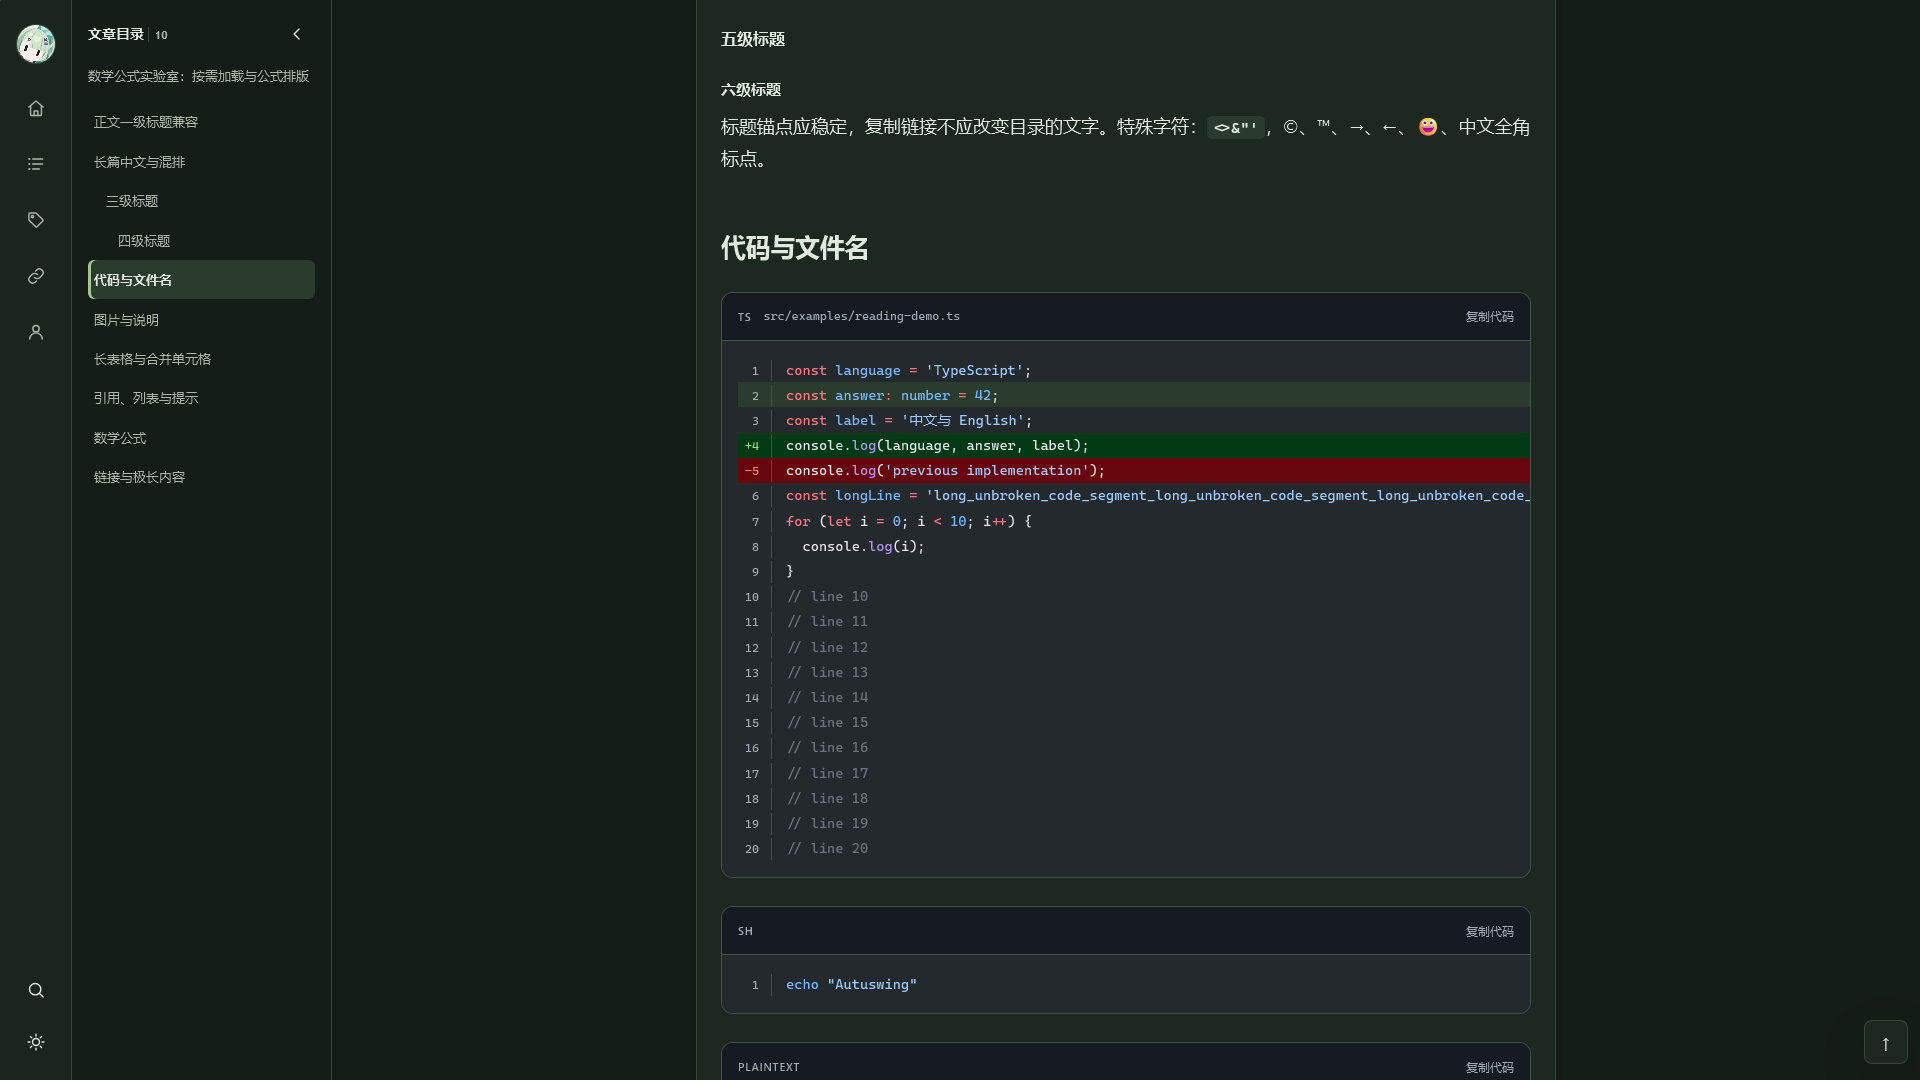 文章目录 10
数学公式实验室：按需加载与公式排版
正文一级标题兼容
长篇中文与混排
三级标题
四级标题
代码与文件名
图片与说明
长表格与合并单元格
引用、列表与提示
数学公式
链接与极长内容
五级标题
六级标题
标题锚点应稳定，复制链接不应改变目录的文字。特殊字符：<>&"'，©、™、→、←、😀、中文全角
标点。
代码与文件名
TS src/examples/reading-demo.ts 复制代码
1 const language = 'TypeScript';
2 const answer: number = 42;
3 const label = '中文与 English';
+4 console.log(language, answer, label);
-5 console.log('previous implementation');
6 const longLine = 'long_unbroken_code_segment_long_unbroken_code_segment_long_unbroken_code_
7 for (let i = 0; i < 10; i++) {
8   console.log(i);
9 }
10 // line 10
11 // line 11
12 // line 12
13 // line 13
14 // line 14
15 // line 15
16 // line 16
17 // line 17
18 // line 18
19 // line 19
20 // line 20
SH 复制代码
1 echo "Autuswing"
PLAINTEXT 复制代码
↑